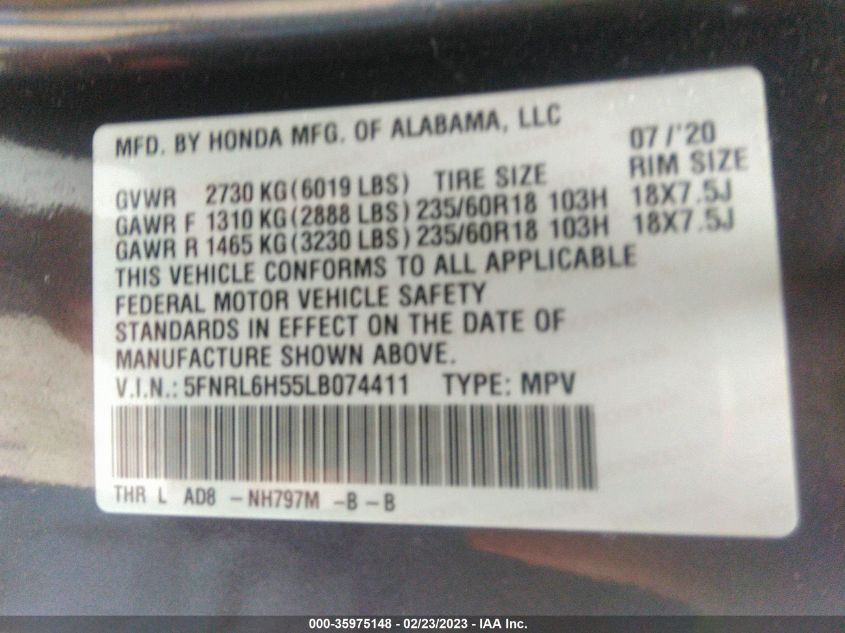 MFD. BY HONDA MFG. OF ALABAMA, LLC 07/'20
GVWR 2730 KG(6019 LBS) TIRE SIZE RIM SIZE
GAWR F 1310 KG(2888 LBS) 235/60R18 103H 18X7.5J
GAWR R 1465 KG(3230 LBS) 235/60R18 103H 18X7.5J
THIS VEHICLE CONFORMS TO ALL APPLICABLE
FEDERAL MOTOR VEHICLE SAFETY
STANDARDS IN EFFECT ON THE DATE OF
MANUFACTURE SHOWN ABOVE.
V.I.N.: 5FNRL6H55LB074411 TYPE: MPV
THR L AD8 - NH797M - B - B
000-35975148 - 02/23/2023 - IAA Inc.